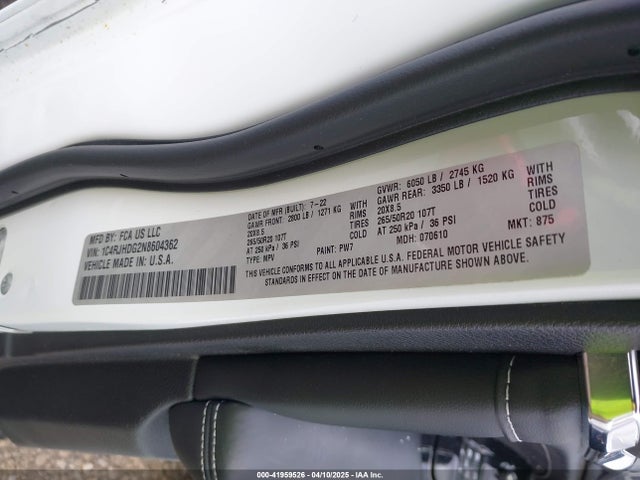 MFD. BY: FCA US LLC
VIN: 1C4RJHDG2N8604362
VEHICLE MADE IN: U.S.A.
DATE OF MFR (BUILT): 7-22
GAWR FRONT: 2800 LB / 1271 KG WITH
20X8.5 RIMS
265/50R20 107T TIRES
AT 250 kPa / 36 PSI COLD
TYPE: MPV PAINT: PW7
GVWR: 6050 LB / 2745 KG
GAWR REAR: 3350 LB / 1520 KG WITH
20X8.5 RIMS
265/50R20 107T TIRES
AT 250 kPa / 36 PSI COLD
MDH: 070610 MKT: 875
THIS VEHICLE CONFORMS TO ALL APPLICABLE U.S.A. FEDERAL MOTOR VEHICLE SAFETY
STANDARDS IN EFFECT ON THE DATE OF MANUFACTURE SHOWN ABOVE.
000-41959526 - 04/10/2025 - IAAI.COM